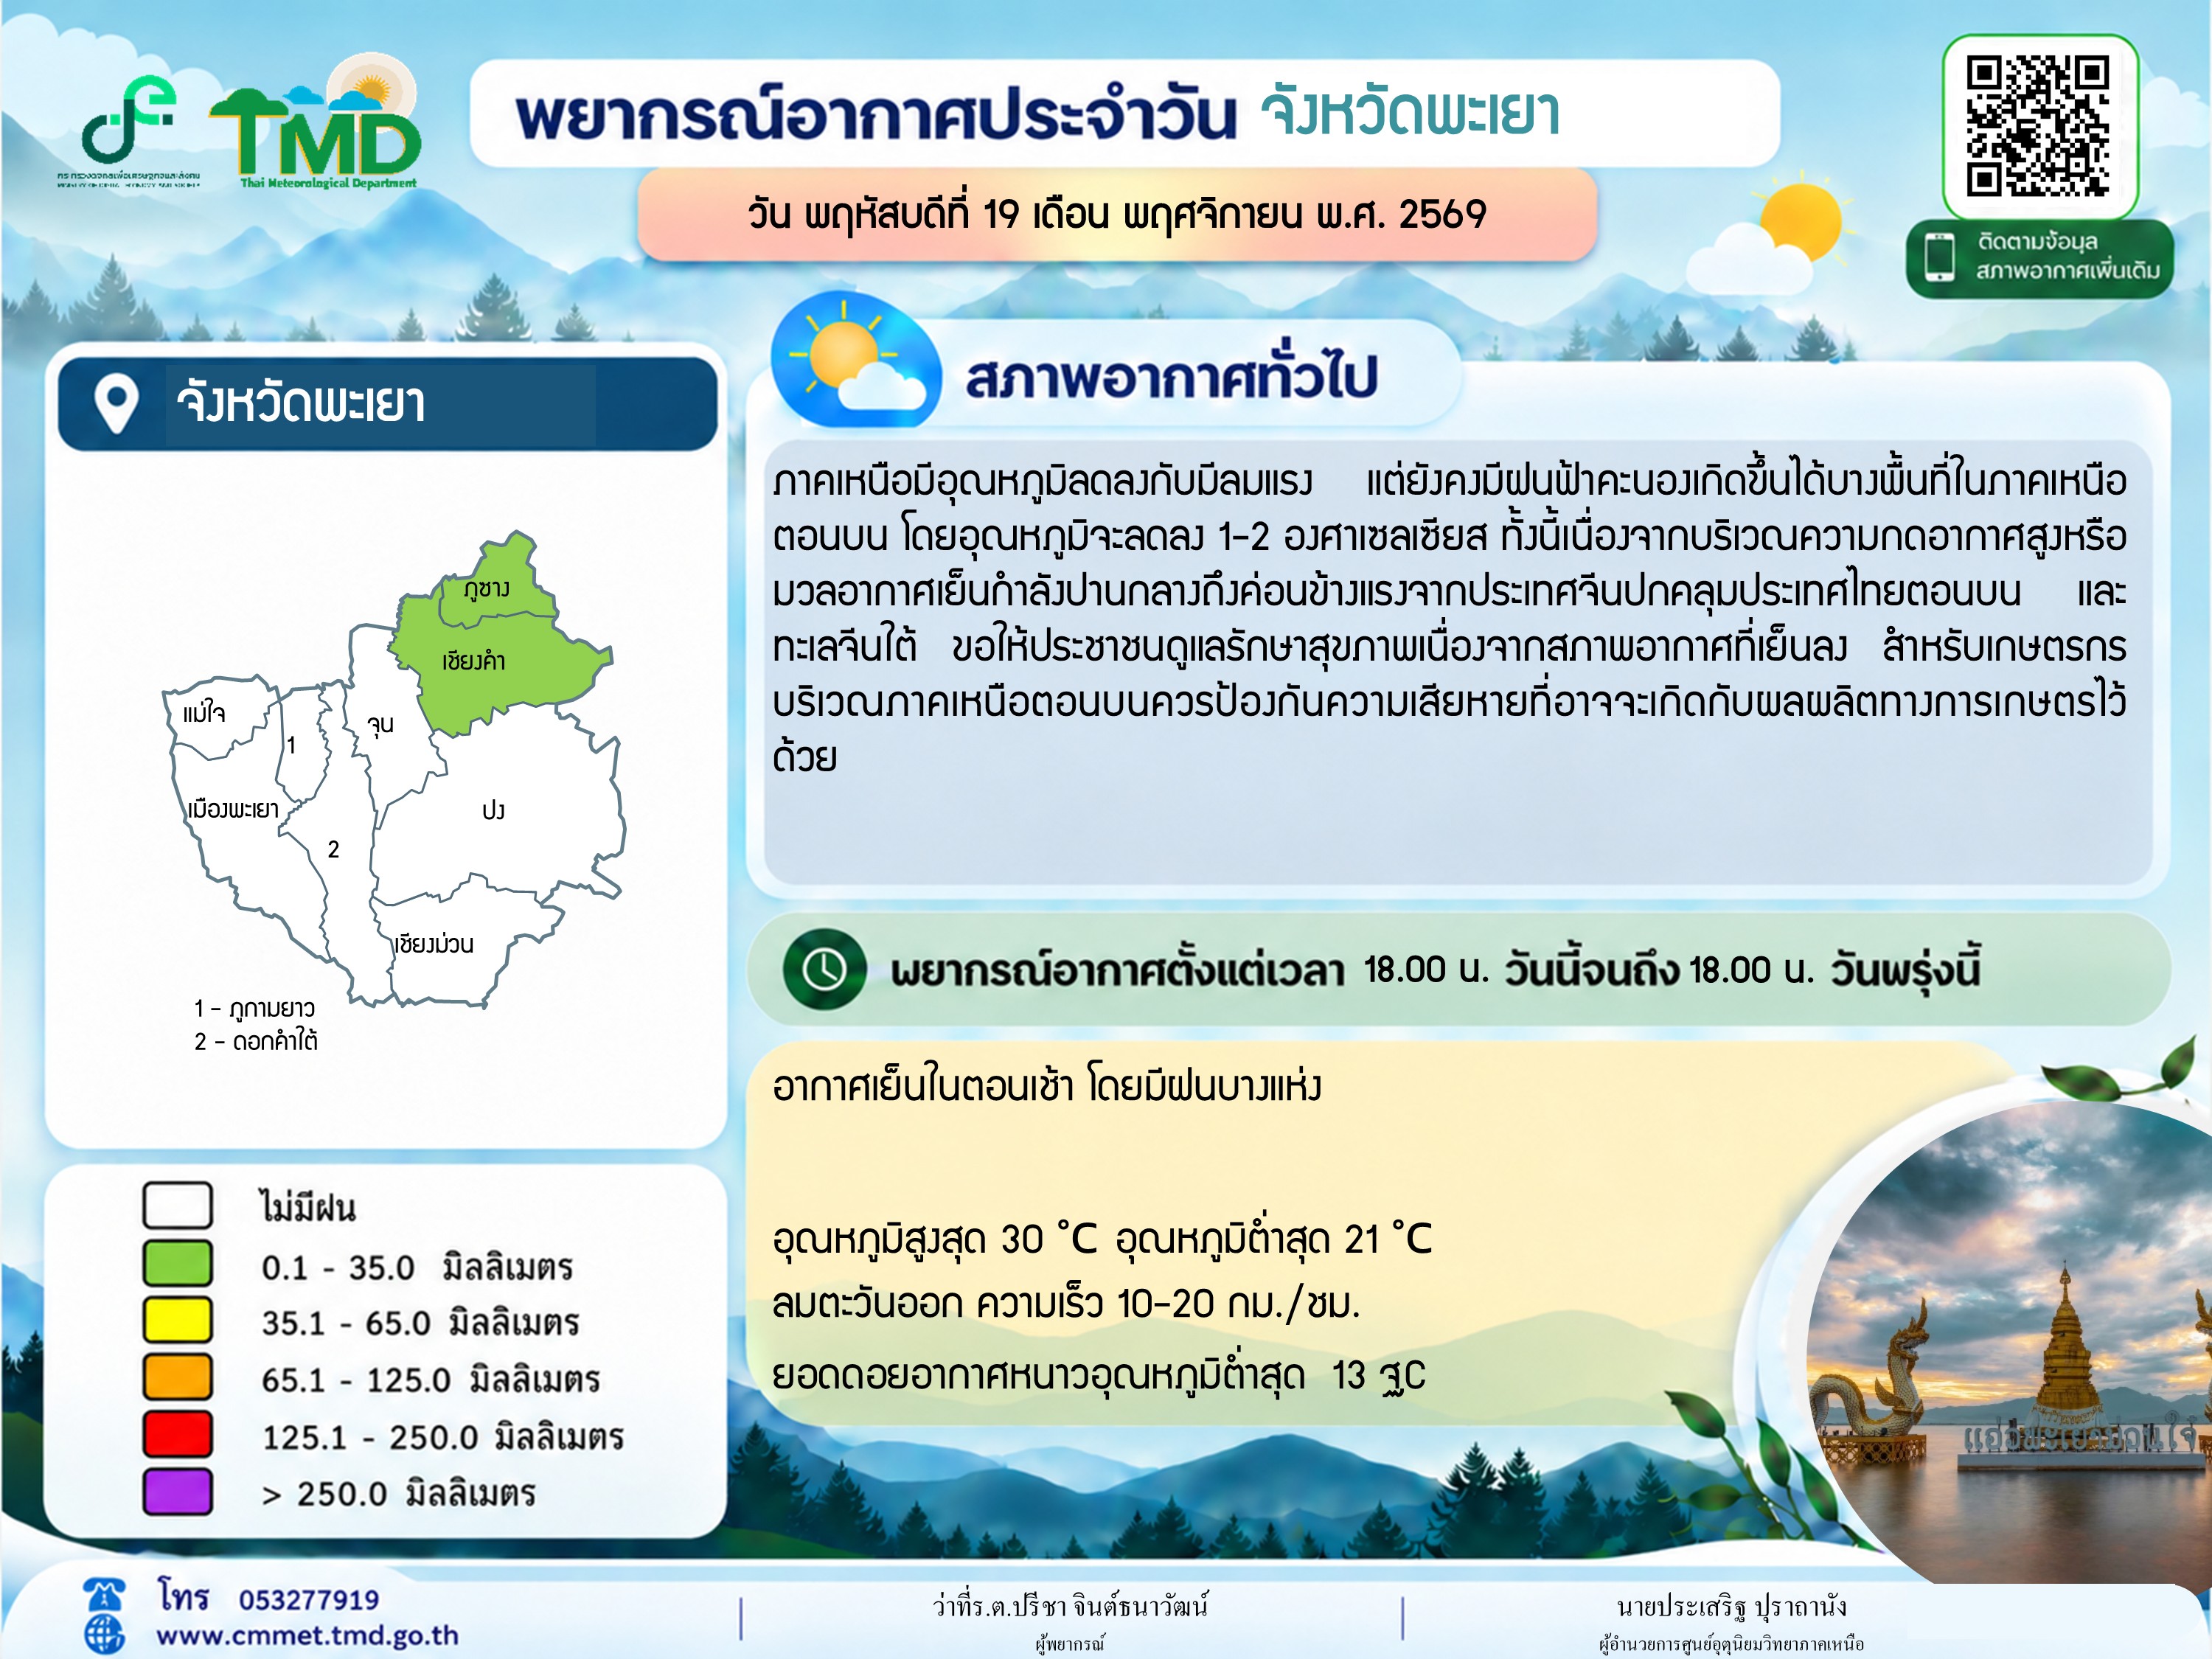 พยากรณ์อากาศประจำวัน จังหวัดพะเยา
TMD
Thai Meteorological Department
วัน พฤหัสบดีที่ 19 เดือน พฤศจิกายน พ.ศ. 2569
ติดตามข้อมูล
สภาพอากาศเพิ่มเติม
จังหวัดพะเยา
ภูซาง
เชียงคำ
แม่ใจ
จุน
1
เมืองพะเยา
ปง
2
เชียงม่วน
1 - ภูกามยาว
2 - ดอกคำใต้
ไม่มีฝน
0.1 - 35.0 มิลลิเมตร
35.1 - 65.0 มิลลิเมตร
65.1 - 125.0 มิลลิเมตร
125.1 - 250.0 มิลลิเมตร
> 250.0 มิลลิเมตร
สภาพอากาศทั่วไป
ภาคเหนือมีอุณหภูมิลดลงกับมีลมแรง แต่ยังคงมีฝนฟ้าคะนองเกิดขึ้นได้บางพื้นที่ในภาคเหนือ
ตอนบน โดยอุณหภูมิจะลดลง 1-2 องศาเซลเซียส ทั้งนี้เนื่องจากบริเวณความกดอากาศสูงหรือ
มวลอากาศเย็นกำลังปานกลางถึงค่อนข้างแรงจากประเทศจีนปกคลุมประเทศไทยตอนบน และ
ทะเลจีนใต้ ขอให้ประชาชนดูแลรักษาสุขภาพเนื่องจากสภาพอากาศที่เย็นลง สำหรับเกษตรกร
บริเวณภาคเหนือตอนบนควรป้องกันความเสียหายที่อาจจะเกิดกับผลผลิตทางการเกษตรไว้
ด้วย
พยากรณ์อากาศตั้งแต่เวลา 18.00 น. วันนี้จนถึง 18.00 น. วันพรุ่งนี้
อากาศเย็นในตอนเช้า โดยมีฝนบางแห่ง
อุณหภูมิสูงสุด 30 °C อุณหภูมิต่ำสุด 21 °C
ลมตะวันออก ความเร็ว 10-20 กม./ชม.
ยอดดอยอากาศหนาวอุณหภูมิต่ำสุด 13 ฐC
โทร 053277919
www.cmmet.tmd.go.th
ว่าที่ร.ต.ปรีชา จินต์ธนาวัฒน์
ผู้พยากรณ์
นายประเสริฐ ปุราถานัง
ผู้อำนวยการศูนย์อุตุนิยมวิทยาภาคเหนือ